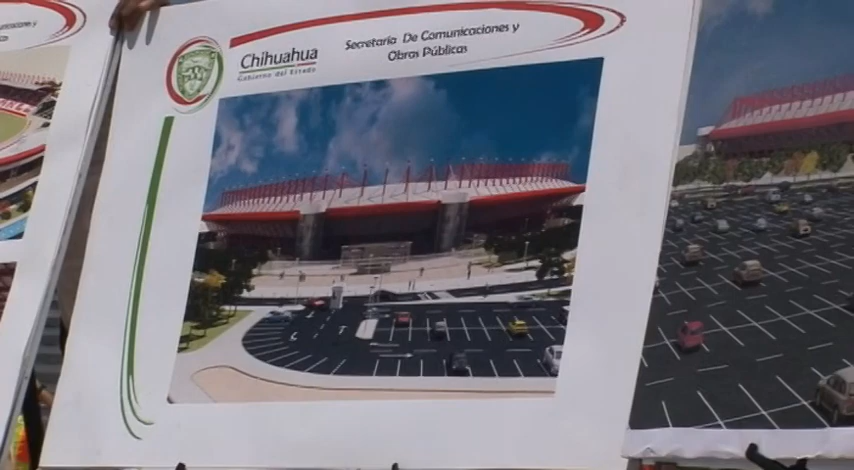 Chihuahua
Gobierno del Estado
Secretaría De Comunicaciones y
Obras Públicas